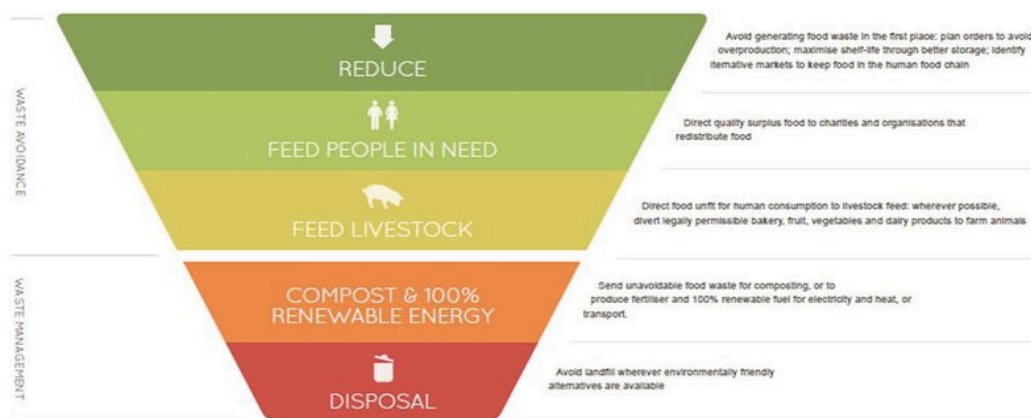 WASTE AVOIDANCE
REDUCE
Avoid generating food waste in the first place: plan orders to avoid
overproduction; maximise shelf-life through better storage; identify
lternative markets to keep food in the human food chain
FEED PEOPLE IN NEED
Direct quality surplus food to charities and organisations that
redistribute food
FEED LIVESTOCK
Direct food unfit for human consumption to livestock feed: wherever possible,
divert legally permissible bakery, fruit, vegetables and dairy products to farm animals
WASTE MANAGEMENT
COMPOST & 100%
RENEWABLE ENERGY
Send unavoidable food waste for composting, or to
produce fertiliser and 100% renewable fuel for electricity and heat, or
transport.
DISPOSAL
Avoid landfill wherever environmentally friendly
alternatives are available